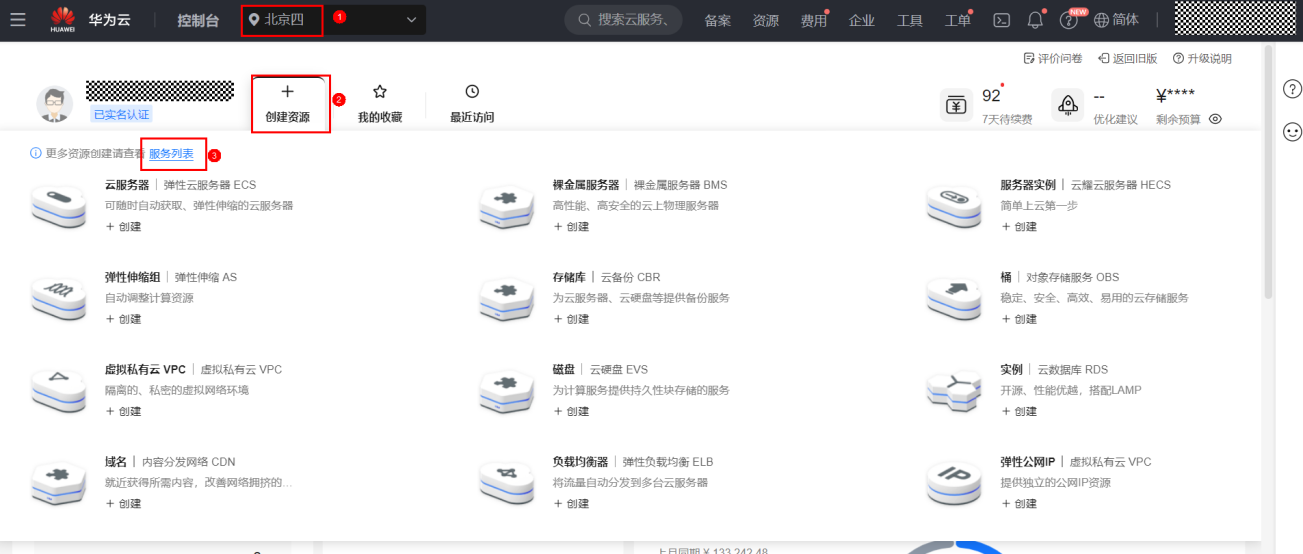 HUAWEI
华为云
控制台
北京四
1
搜索云服务、
备案
资源
费用
企业
工具
工单
NEW
简体
评价问卷
返回旧版
升级说明
已实名认证
创建资源
2
我的收藏
最近访问
92
7天待续费
--
优化建议
¥****
剩余预算
更多资源创建请查看 服务列表
3
云服务器 | 弹性云服务器 ECS
可随时自动获取、弹性伸缩的云服务器
+ 创建
裸金属服务器 | 裸金属服务器 BMS
高性能、高安全的云上物理服务器
+ 创建
服务器实例 | 云耀云服务器 HECS
简单上云第一步
+ 创建
弹性伸缩组 | 弹性伸缩 AS
自动调整计算资源
+ 创建
存储库 | 云备份 CBR
为云服务器、云硬盘等提供备份服务
+ 创建
桶 | 对象存储服务 OBS
稳定、安全、高效、易用的云存储服务
+ 创建
虚拟私有云 VPC | 虚拟私有云 VPC
隔离的、私密的虚拟网络环境
+ 创建
磁盘 | 云硬盘 EVS
为计算服务提供持久性块存储的服务
+ 创建
实例 | 云数据库 RDS
开源、性能优越，搭配LAMP
+ 创建
域名 | 内容分发网络 CDN
就近获得所需内容，改善网络拥挤的...
+ 创建
负载均衡器 | 弹性负载均衡 ELB
将流量自动分发到多台云服务器
+ 创建
弹性公网IP | 虚拟私有云 VPC
提供独立的公网IP资源
+ 创建
上月同期 ¥ 133,242.48